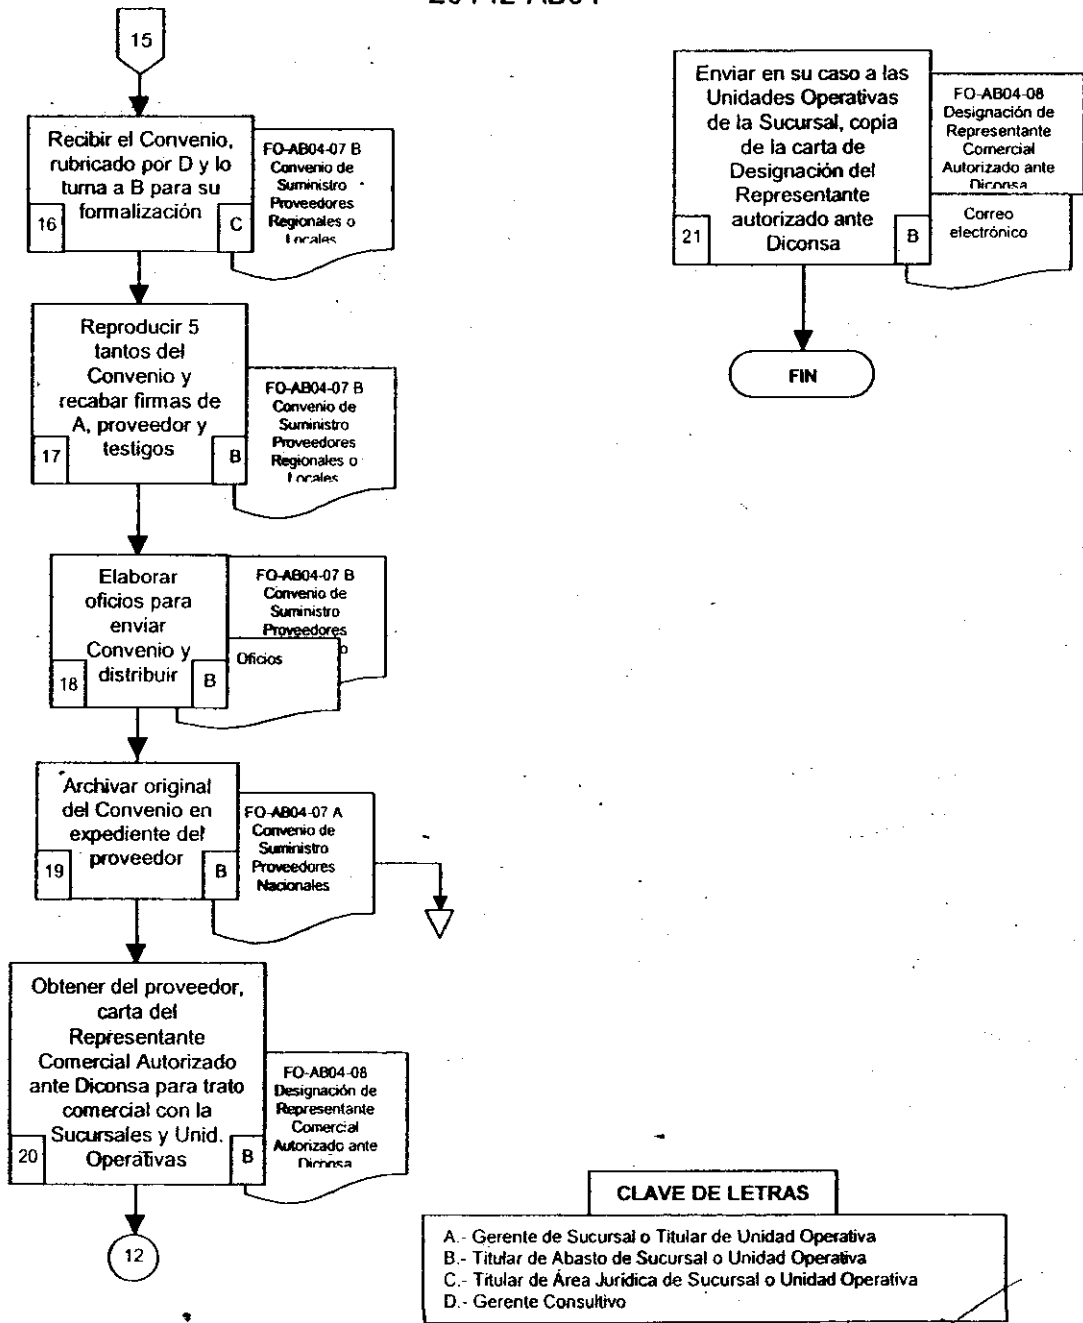 15
Recibir el Convenio,
rubricado por D y lo
turna a B para su
formalización
16
C
FO-AB04-07 B
Convenio de
Suministro
Proveedores
Regionales o
Locales
Reproducir 5
tantos del
Convenio y
recabar firmas de
A, proveedor y
testigos
17
B
FO-AB04-07 B
Convenio de
Suministro
Proveedores
Regionales o
Locales
Elaborar
oficios para
enviar
Convenio y
distribuir
18
B
FO-AB04-07 B
Convenio de
Suministro
Proveedores
o
Oficios
Archivar original
del Convenio en
expediente del
proveedor
19
B
FO-AB04-07 A
Convenio de
Suministro
Proveedores
Nacionales
Obtener del proveedor,
carta del
Representante
Comercial Autorizado
ante Diconsa para trato
comercial con la
Sucursales y Unid.
Operativas
20
B
FO-AB04-08
Designación de
Representante
Comercial
Autorizado ante
Diconsa
12
Enviar en su caso a las
Unidades Operativas
de la Sucursal, copia
de la carta de
Designación del
Representante
autorizado ante
Diconsa
21
B
FO-AB04-08
Designación de
Representante
Comercial
Autorizado ante
Diconsa
Correo
electrónico
FIN
CLAVE DE LETRAS
A.- Gerente de Sucursal o Titular de Unidad Operativa
B.- Titular de Abasto de Sucursal o Unidad Operativa
C.- Titular de Área Jurídica de Sucursal o Unidad Operativa
D.- Gerente Consultivo